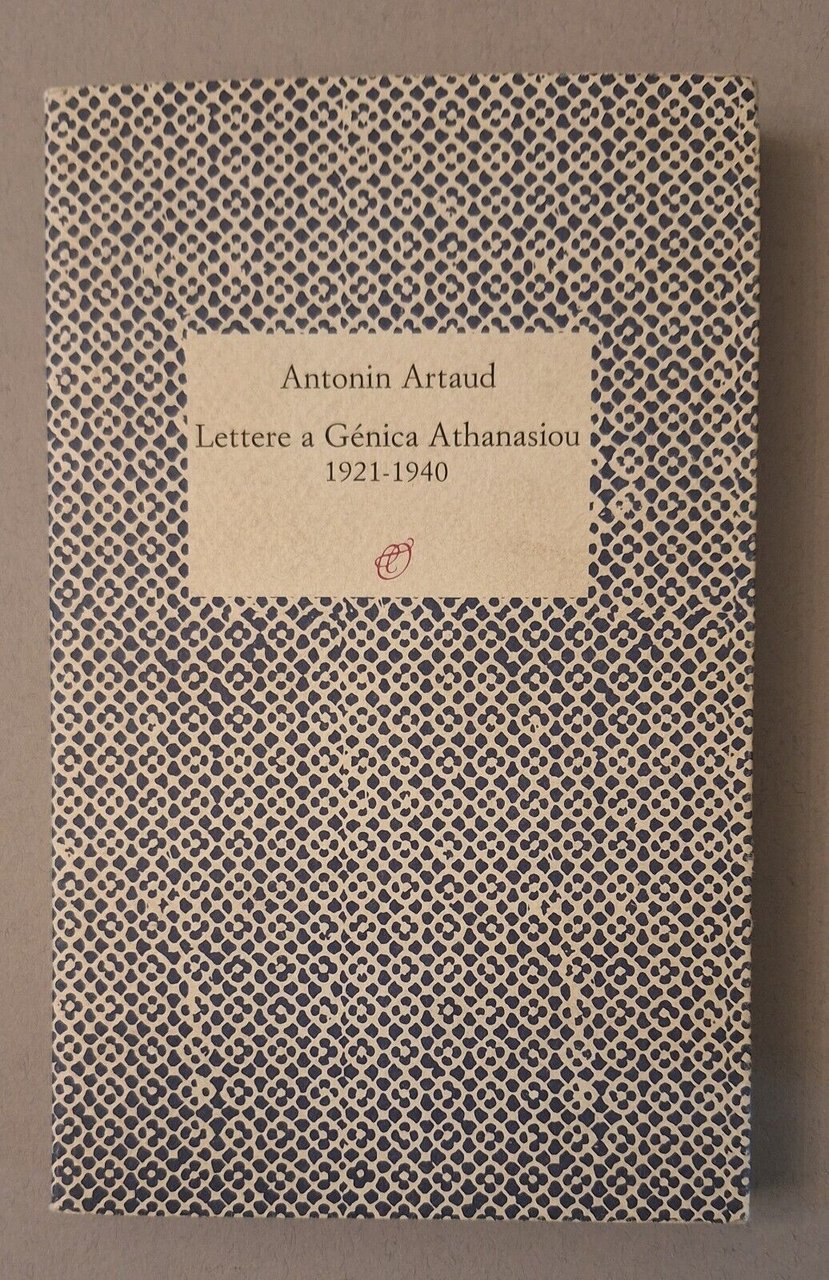 Antonin Artaud
Lettere a Génica Athanasiou
1921-1940